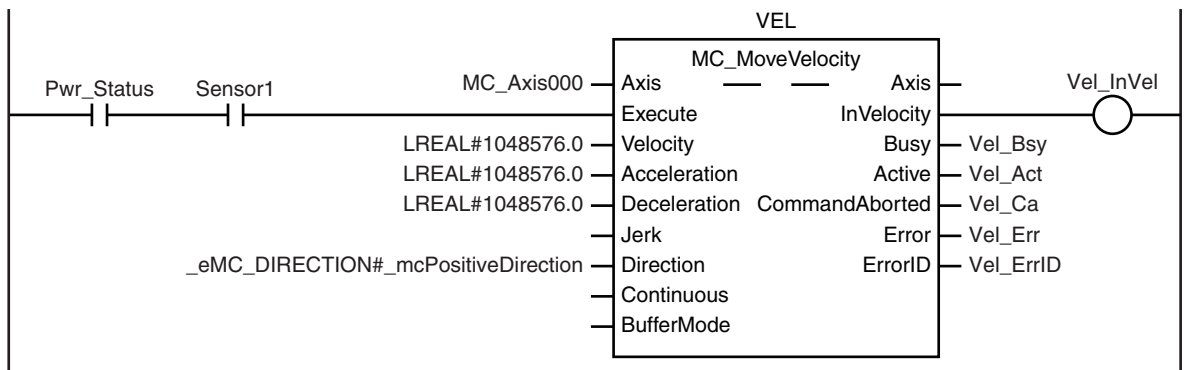 VEL
MC_MoveVelocity
Pwr_Status Sensor1 MC_Axis000 Axis Axis Vel_InVel
Execute InVelocity
LREAL#1048576.0 Velocity Busy Vel_Bsy
LREAL#1048576.0 Acceleration Active Vel_Act
LREAL#1048576.0 Deceleration CommandAborted Vel_Ca
Jerk Error Vel_Err
_eMC_DIRECTION#_mcPositiveDirection Direction ErrorID Vel_ErrID
Continuous
BufferMode